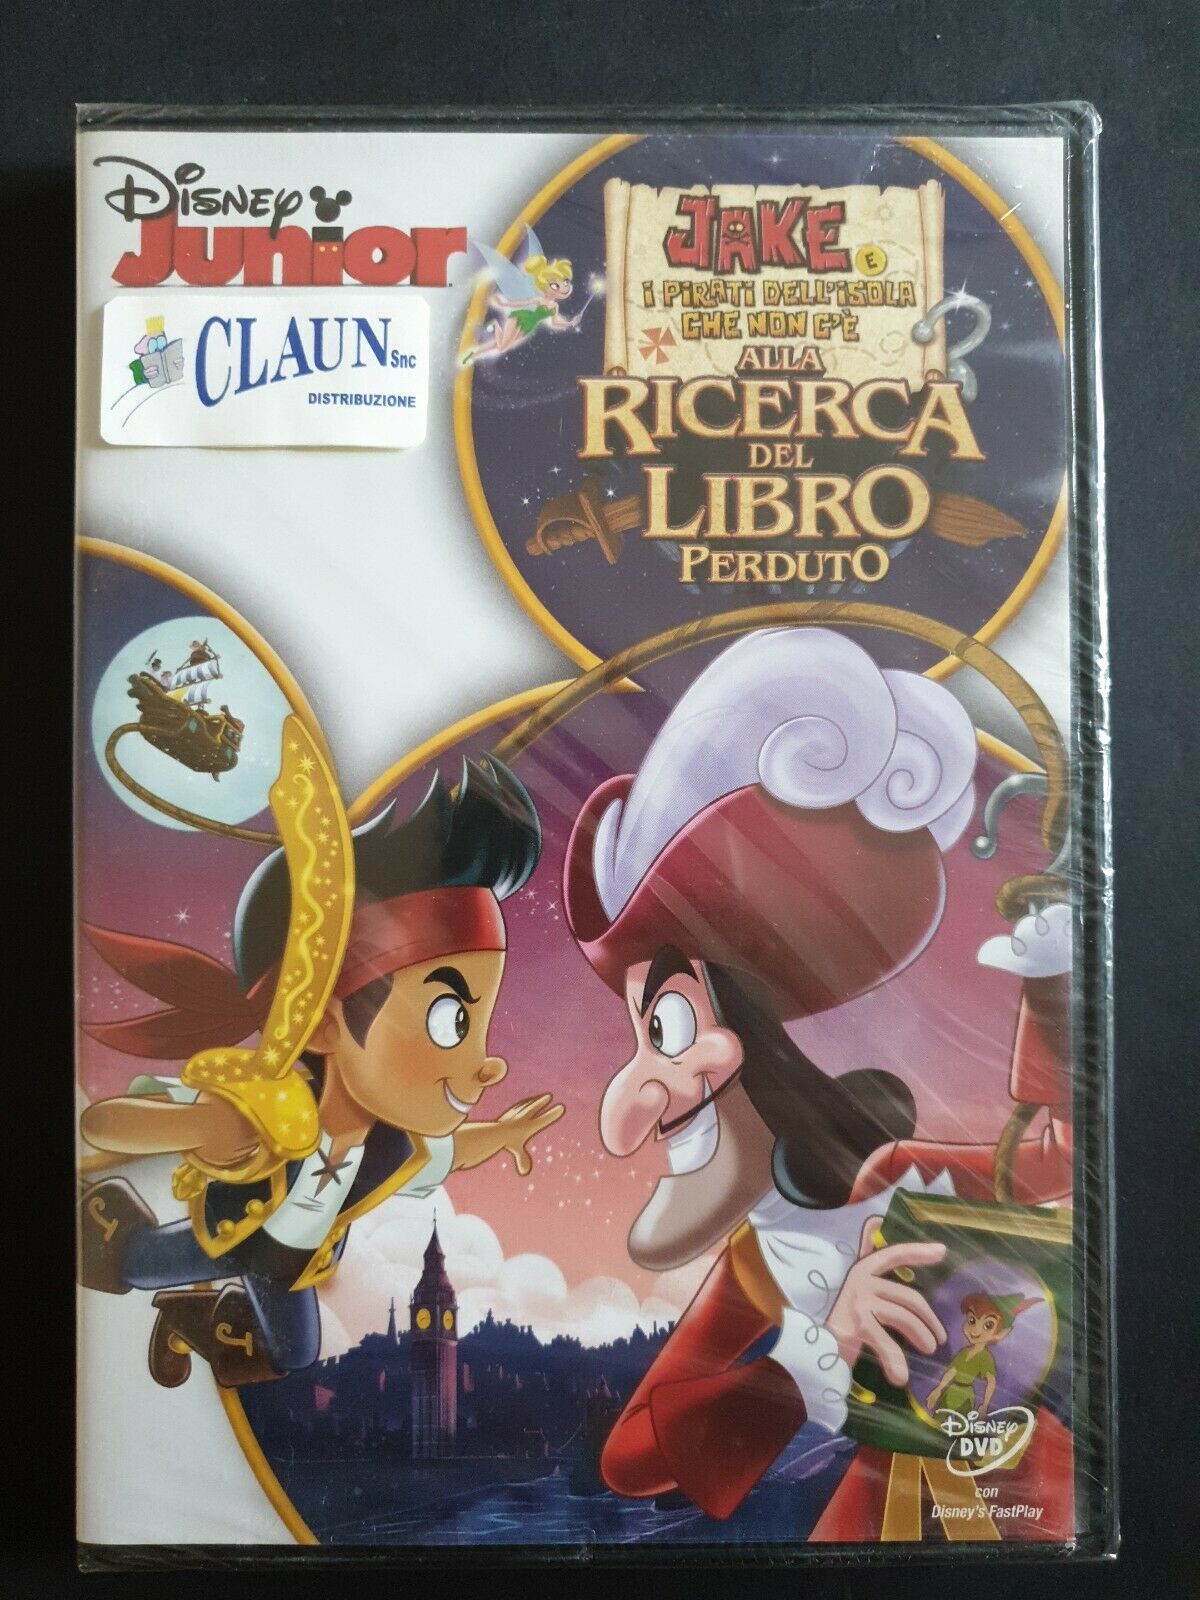 Disney
Junior
CLAUN Snc
DISTRIBUZIONE
JAKE E
I PIRATI DELL'ISOLA
CHE NON C'È
ALLA
RICERCA
DEL
LIBRO
PERDUTO
J
J
Disney
DVD
con
Disney's FastPlay